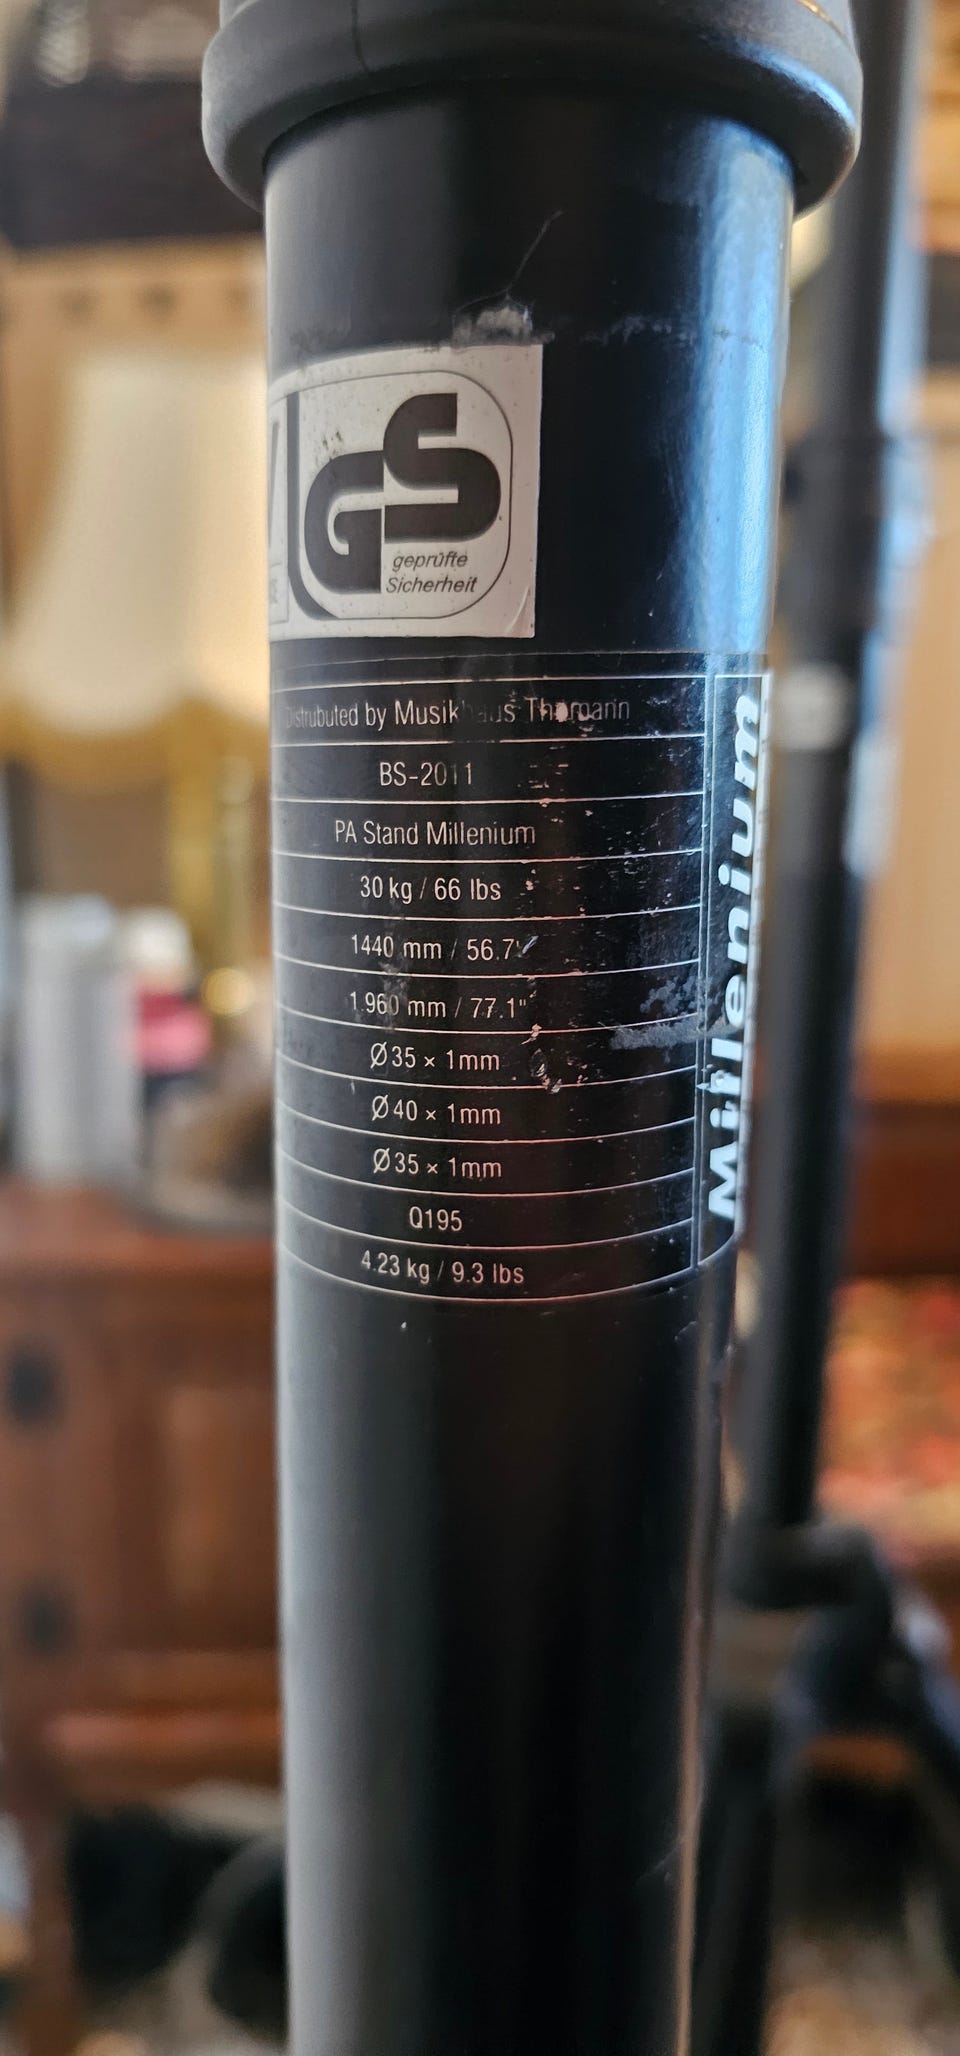 GS
geprüfte
Sicherheit
Distrubuted by Musikhaus Thomann
BS-2011
PA Stand Millenium
30 kg / 66 lbs
1440 mm / 56.7"
1.960 mm / 77.1"
Ø35 × 1mm
Ø40 × 1mm
Ø35 × 1mm
Q195
4.23 kg / 9.3 lbs
Millenium